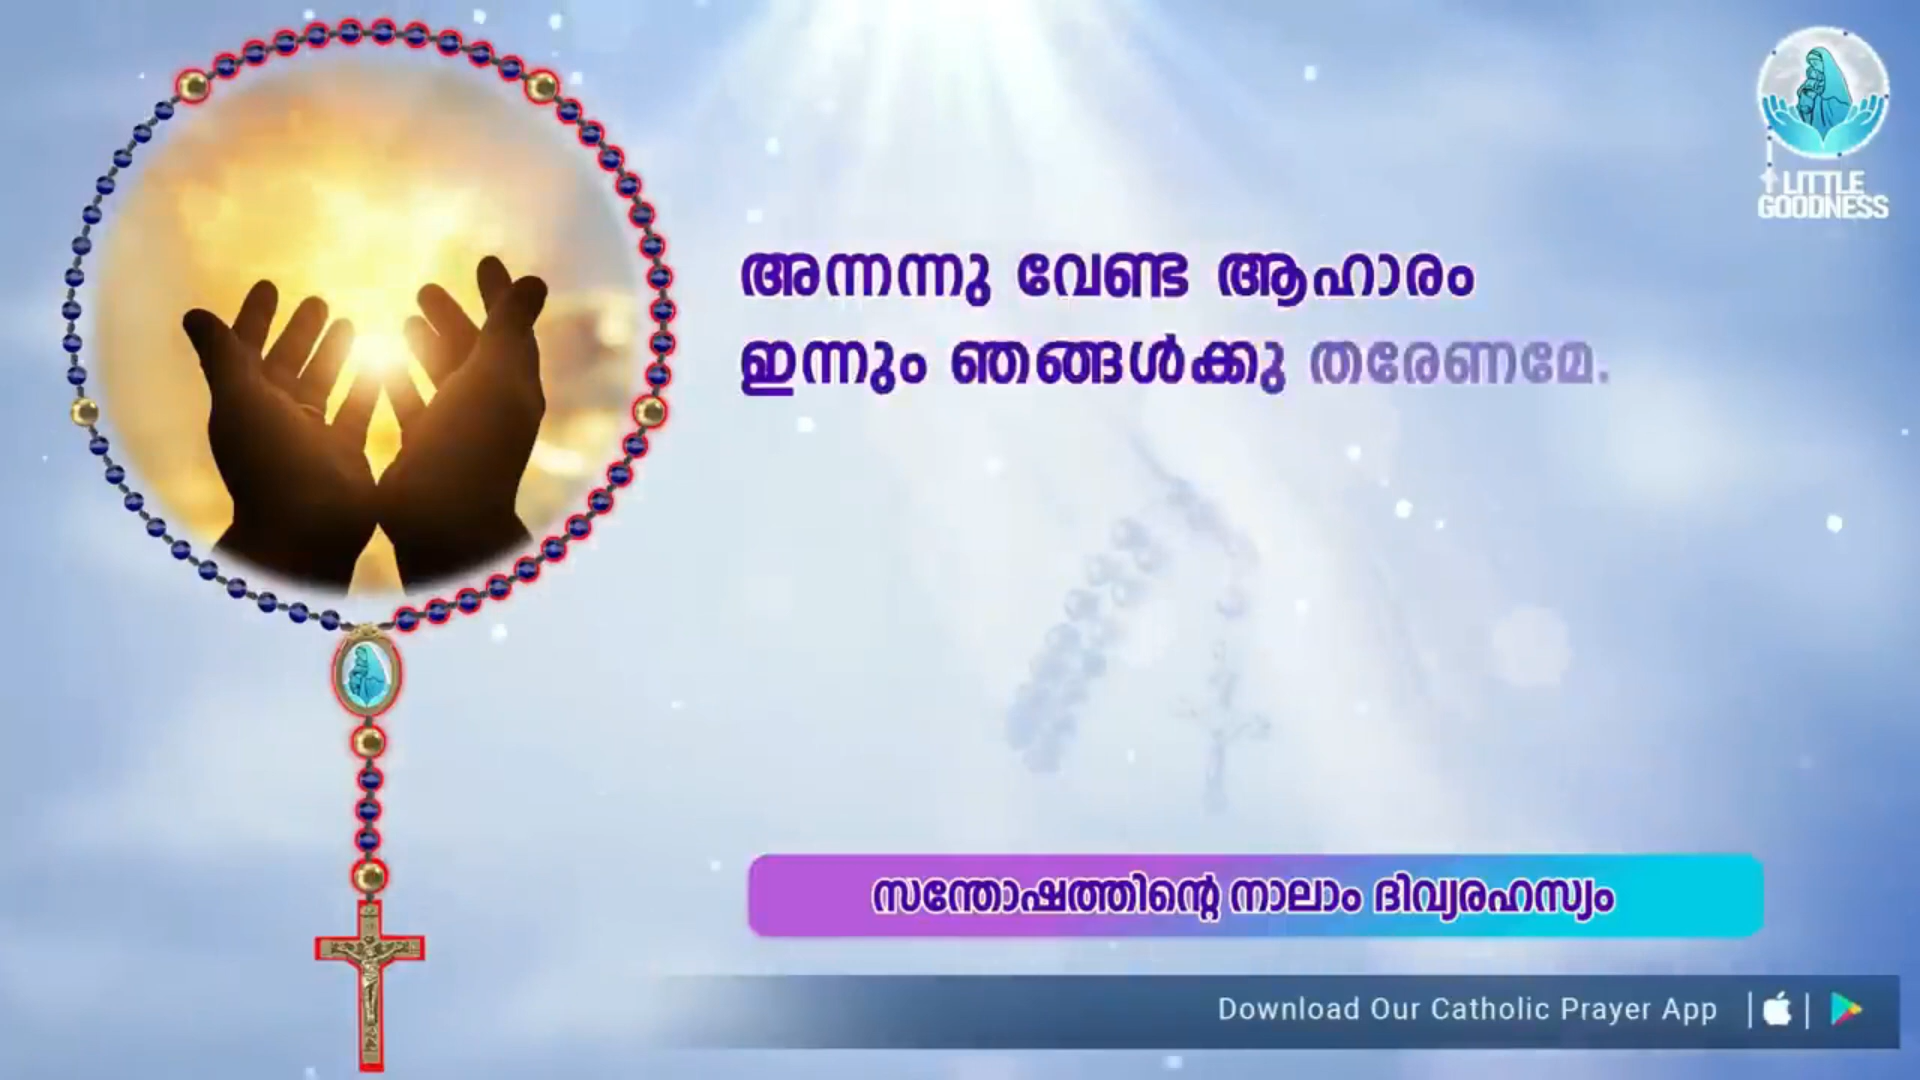 LITTLE
GOODNESS
അന്നന്നു വേണ്ട ആഹാരം
ഇന്നും ഞങ്ങൾക്കു തരേണമേ.
സന്തോഷത്തിന്റെ നാലാം ദിവ്യരഹസ്യം
Download Our Catholic Prayer App